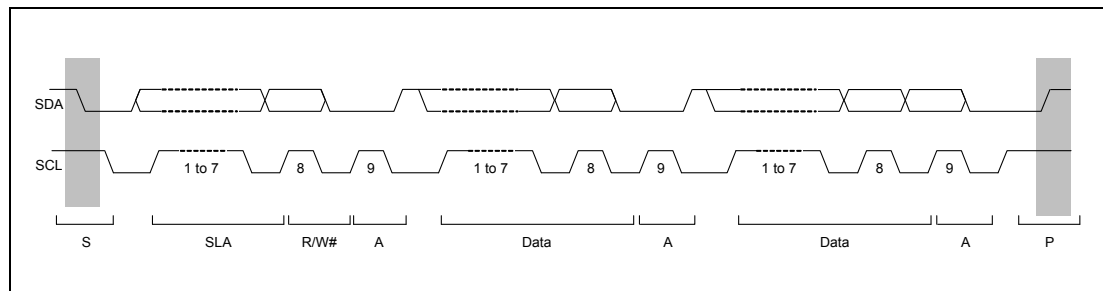 SDA
SCL 1 to 7 8 9 1 to 7 8 9 1 to 7 8 9
S SLA R/W# A Data A Data A P